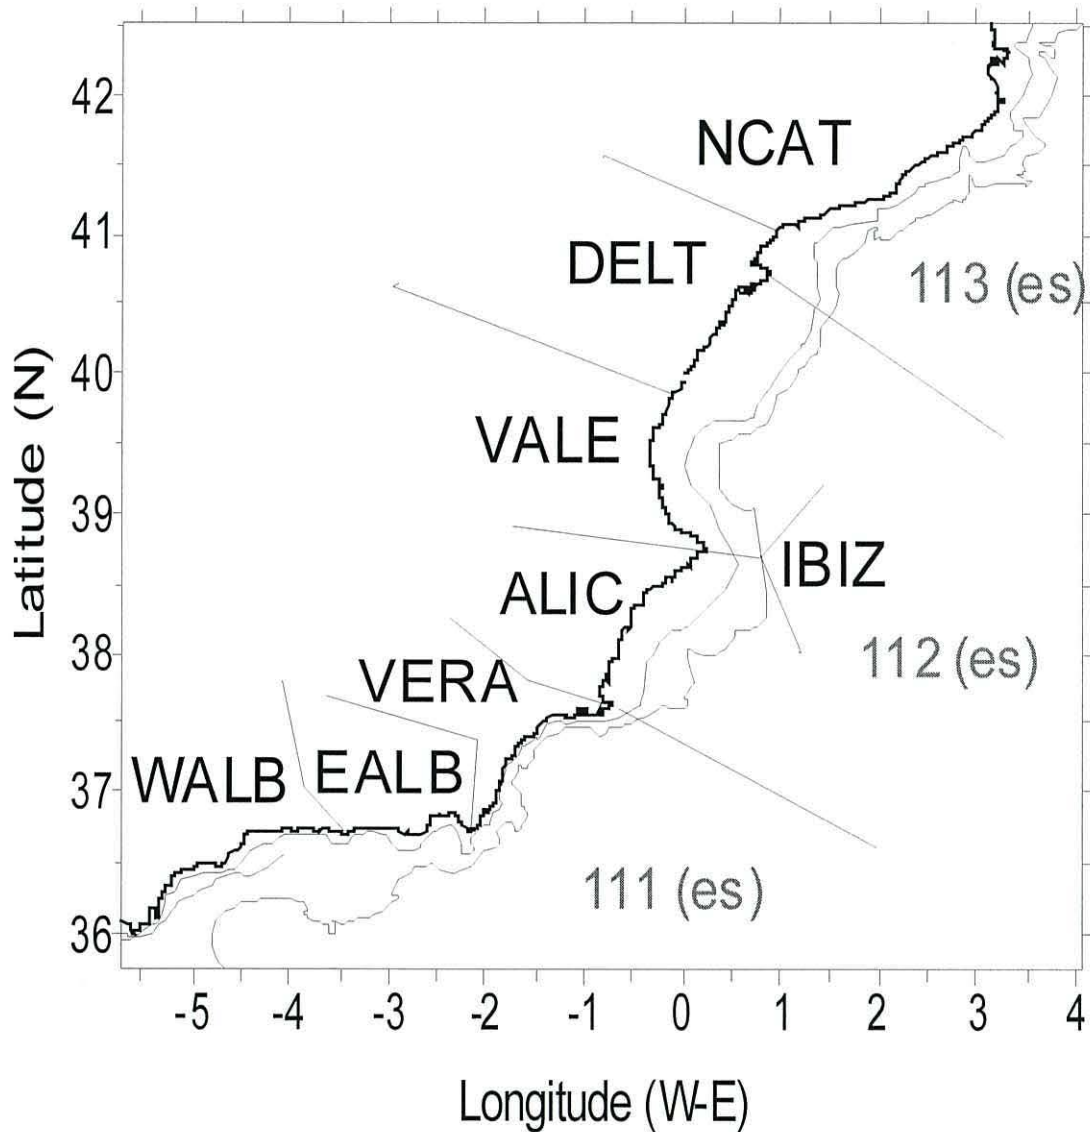 42
41
40
39
38
37
36
Latitude (N)
NCAT
DELT
113 (es)
VALE
IBIZ
ALIC
112 (es)
VERA
EALB
WALB
111 (es)
-5 -4 -3 -2 -1 0 1 2 3 4
Longitude (W-E)